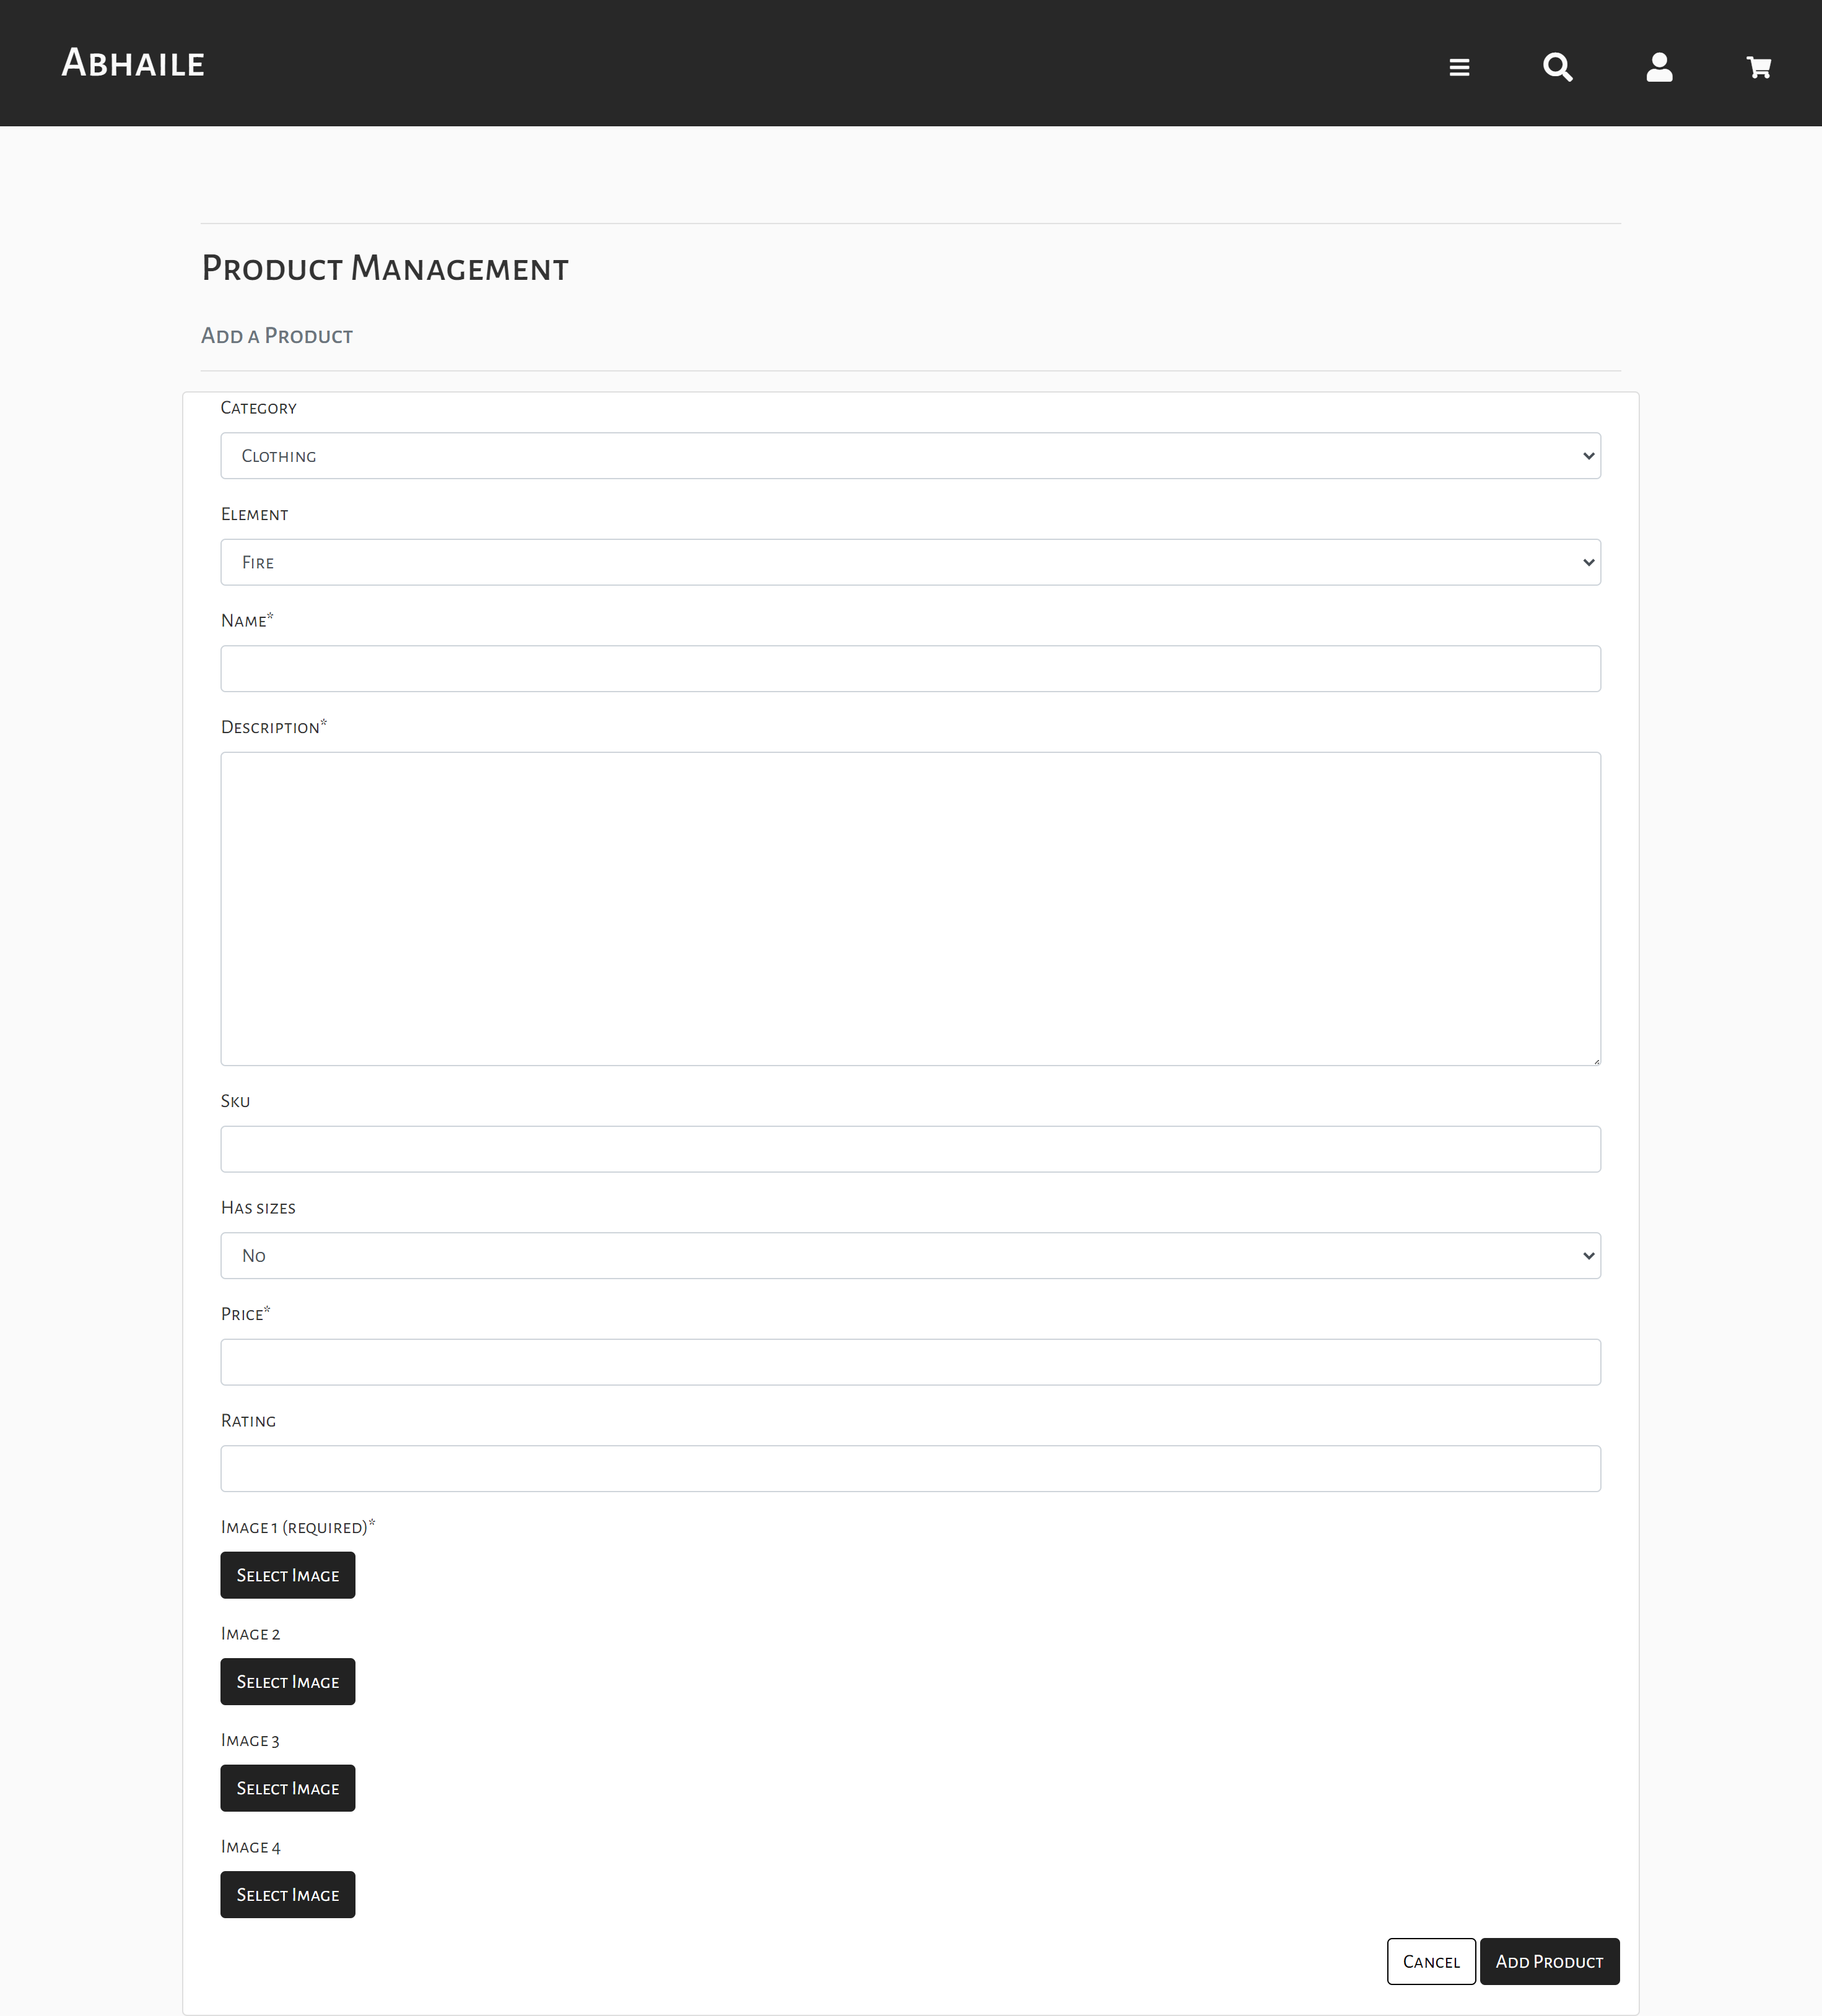 Abhaile
Product Management
Add a Product
Category
Clothing
Element
Fire
Name*
Description*
Sku
Has sizes
No
Price*
Rating
Image 1 (required)*
Select Image
Image 2
Select Image
Image 3
Select Image
Image 4
Select Image
Cancel Add Product